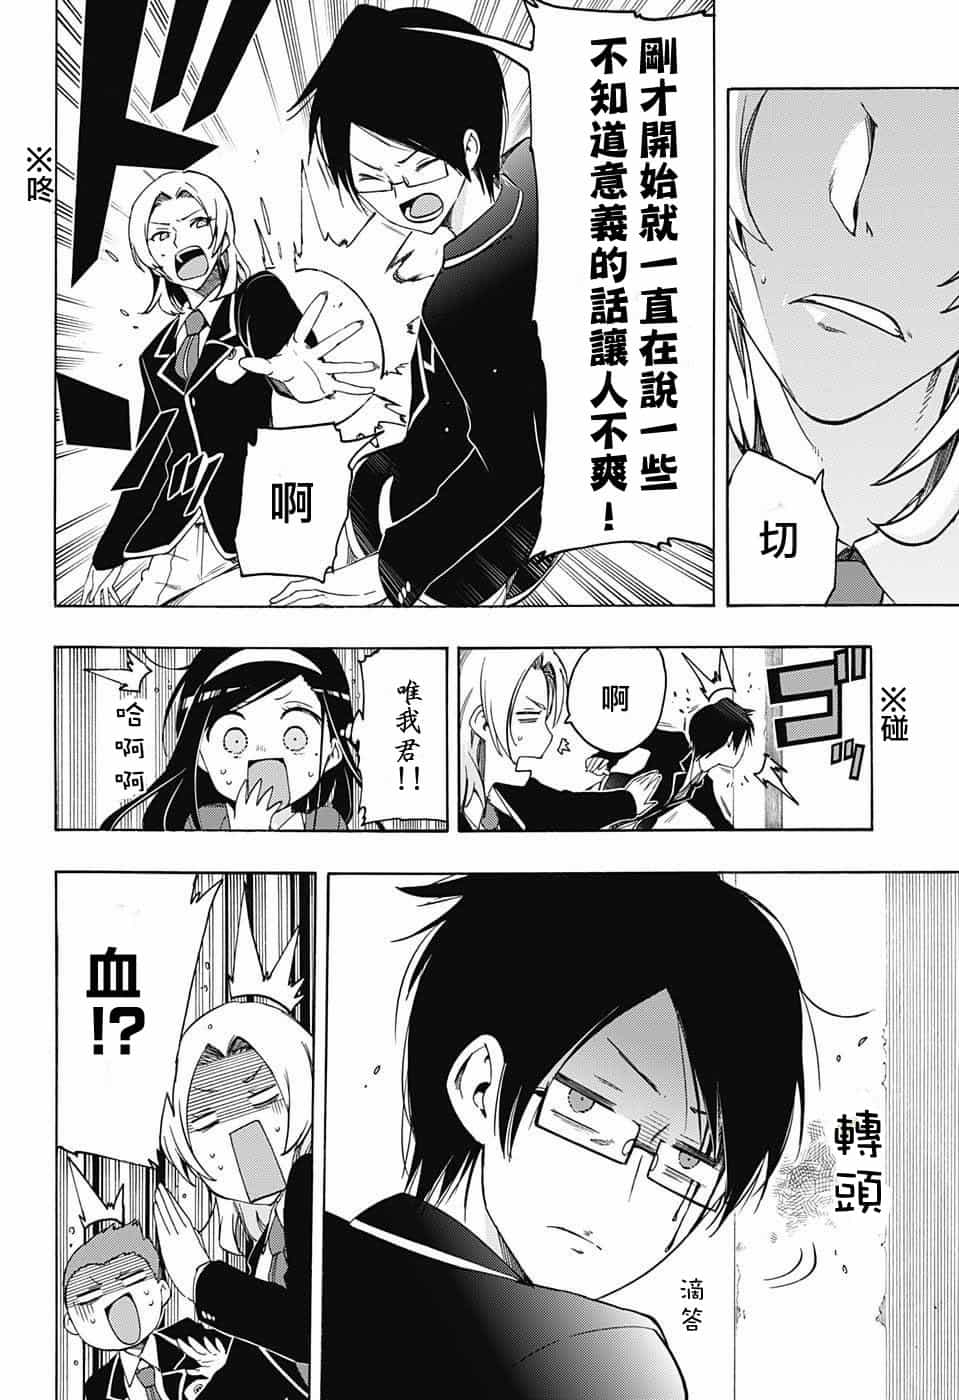 切
剛才開始就一直在說一些
不知道意義的話讓人不爽！
啊
※咚
※碰
ゴッ
啊
唯我君！！
哈啊啊
轉頭
滴答
血!?